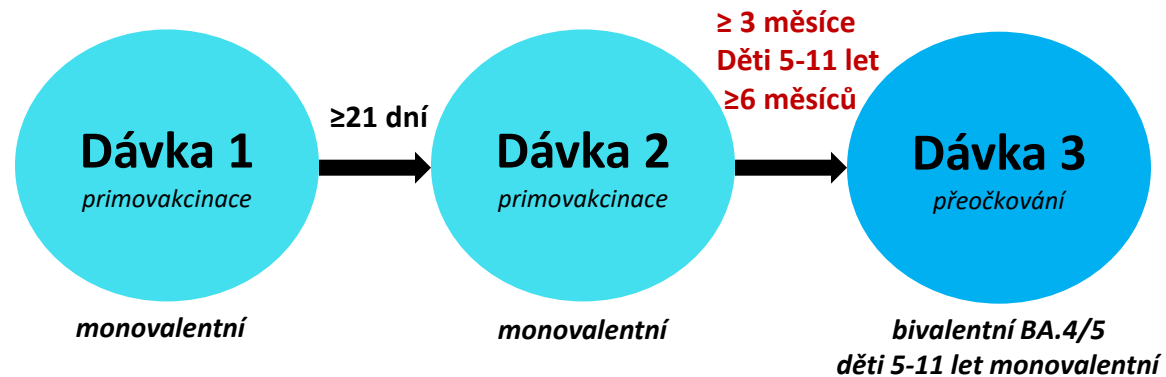 ≥ 3 měsíce
Děti 5-11 let
≥6 měsíců
≥21 dní
Dávka 1
primovakcinace
Dávka 2
primovakcinace
Dávka 3
přeočkování
monovalentní
monovalentní
bivalentní BA.4/5
děti 5-11 let monovalentní